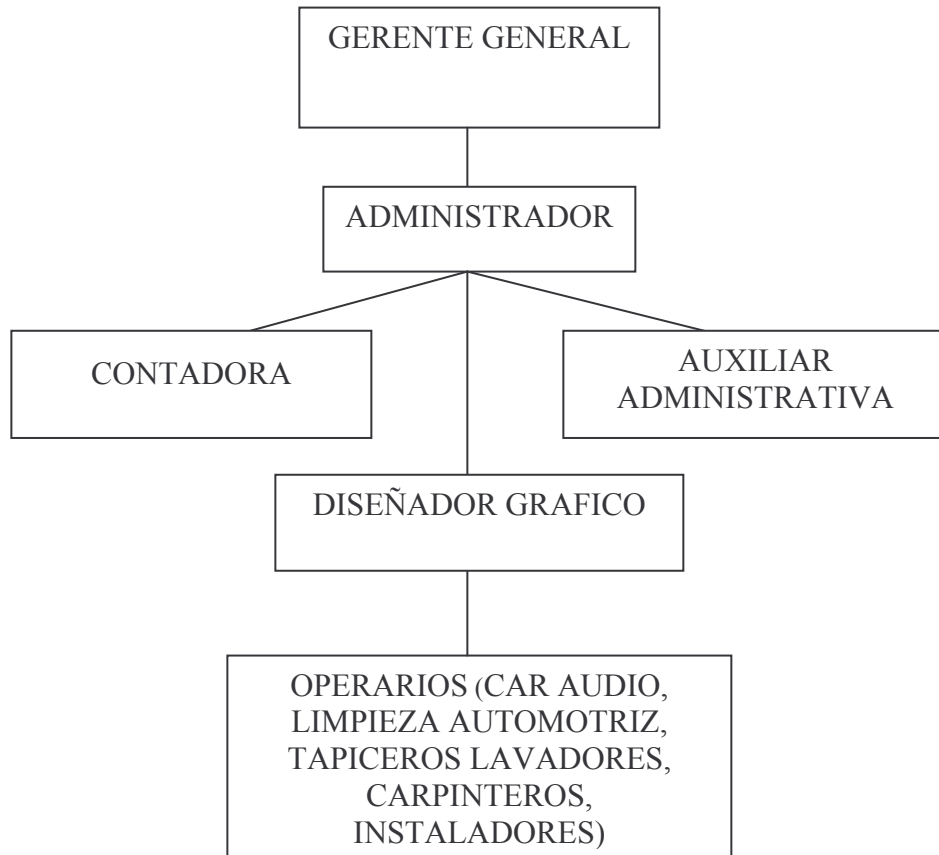 GERENTE GENERAL
ADMINISTRADOR
CONTADORA
AUXILIAR
ADMINISTRATIVA
DISEÑADOR GRAFICO
OPERARIOS (CAR AUDIO,
LIMPIEZA AUTOMOTRIZ,
TAPICEROS LAVADORES,
CARPINTEROS,
INSTALADORES)